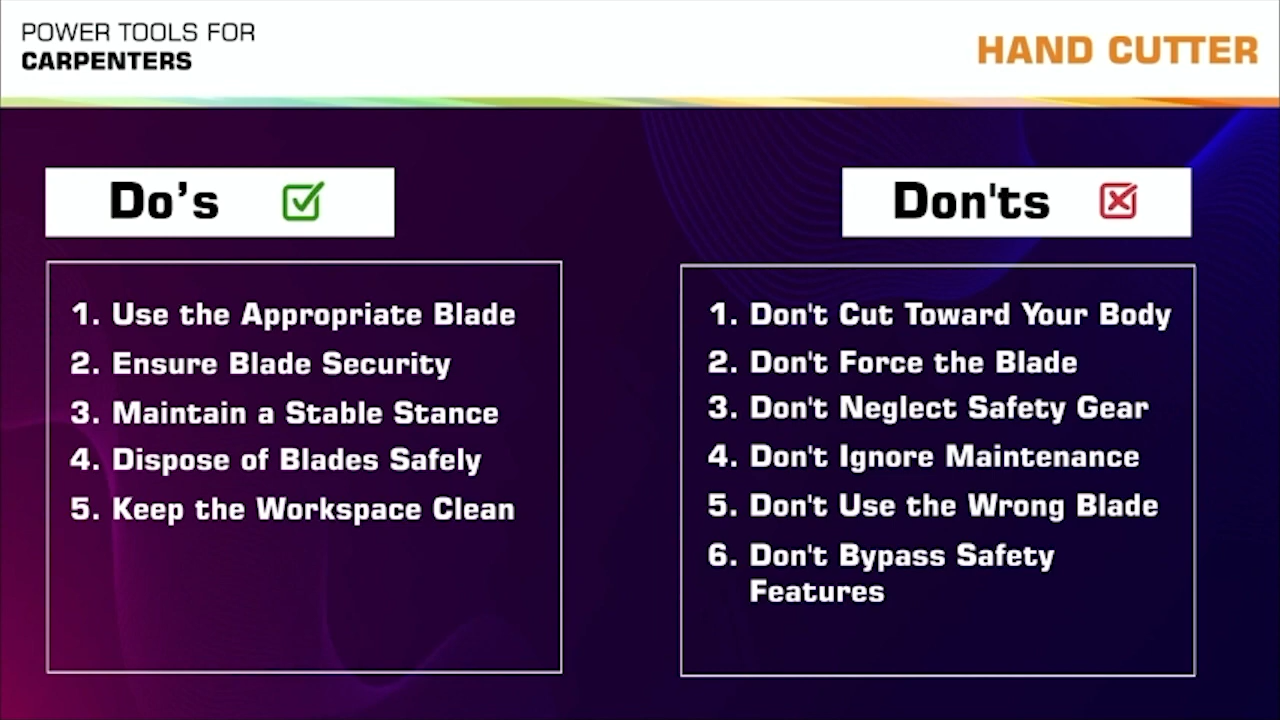 POWER TOOLS FOR
CARPENTERS
HAND CUTTER
Do’s
1. Use the Appropriate Blade
2. Ensure Blade Security
3. Maintain a Stable Stance
4. Dispose of Blades Safely
5. Keep the Workspace Clean
Don'ts
1. Don't Cut Toward Your Body
2. Don't Force the Blade
3. Don't Neglect Safety Gear
4. Don't Ignore Maintenance
5. Don't Use the Wrong Blade
6. Don't Bypass Safety
Features